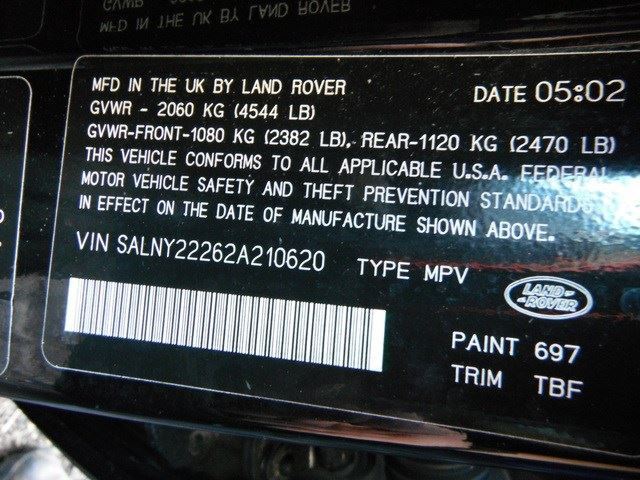 MFD IN THE UK BY LAND ROVER
DATE 05:02
GVWR - 2060 KG (4544 LB)
GVWR-FRONT-1080 KG (2382 LB), REAR-1120 KG (2470 LB)
THIS VEHICLE CONFORMS TO ALL APPLICABLE U.S.A. FEDERAL
MOTOR VEHICLE SAFETY AND THEFT PREVENTION STANDARDS
IN EFFECT ON THE DATE OF MANUFACTURE SHOWN ABOVE.
VIN SALNY22262A210620
TYPE MPV
LAND-
-ROVER
PAINT 697
TRIM TBF